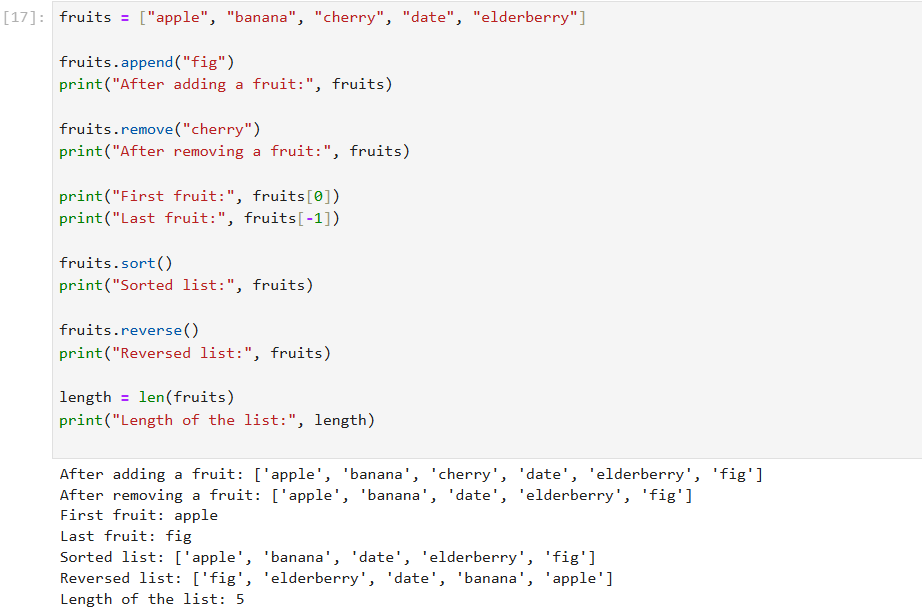 [17]: fruits = ["apple", "banana", "cherry", "date", "elderberry"]
fruits.append("fig")
print("After adding a fruit:", fruits)
fruits.remove("cherry")
print("After removing a fruit:", fruits)
print("First fruit:", fruits[0])
print("Last fruit:", fruits[-1])
fruits.sort()
print("Sorted list:", fruits)
fruits.reverse()
print("Reversed list:", fruits)
length = len(fruits)
print("Length of the list:", length)
After adding a fruit: ['apple', 'banana', 'cherry', 'date', 'elderberry', 'fig']
After removing a fruit: ['apple', 'banana', 'date', 'elderberry', 'fig']
First fruit: apple
Last fruit: fig
Sorted list: ['apple', 'banana', 'date', 'elderberry', 'fig']
Reversed list: ['fig', 'elderberry', 'date', 'banana', 'apple']
Length of the list: 5